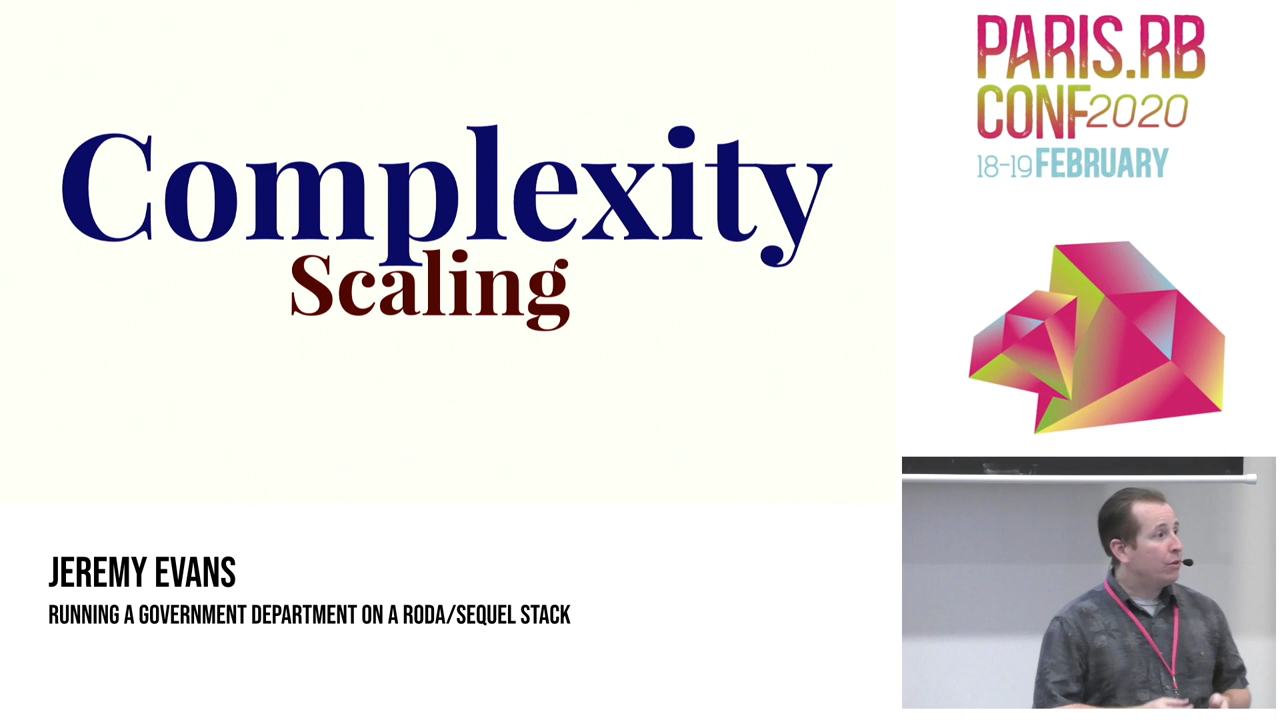 Complexity
Scaling
PARIS.RB
CONF2020
18-19 FEBRUARY
JEREMY EVANS
RUNNING A GOVERNMENT DEPARTMENT ON A RODA/SEQUEL STACK